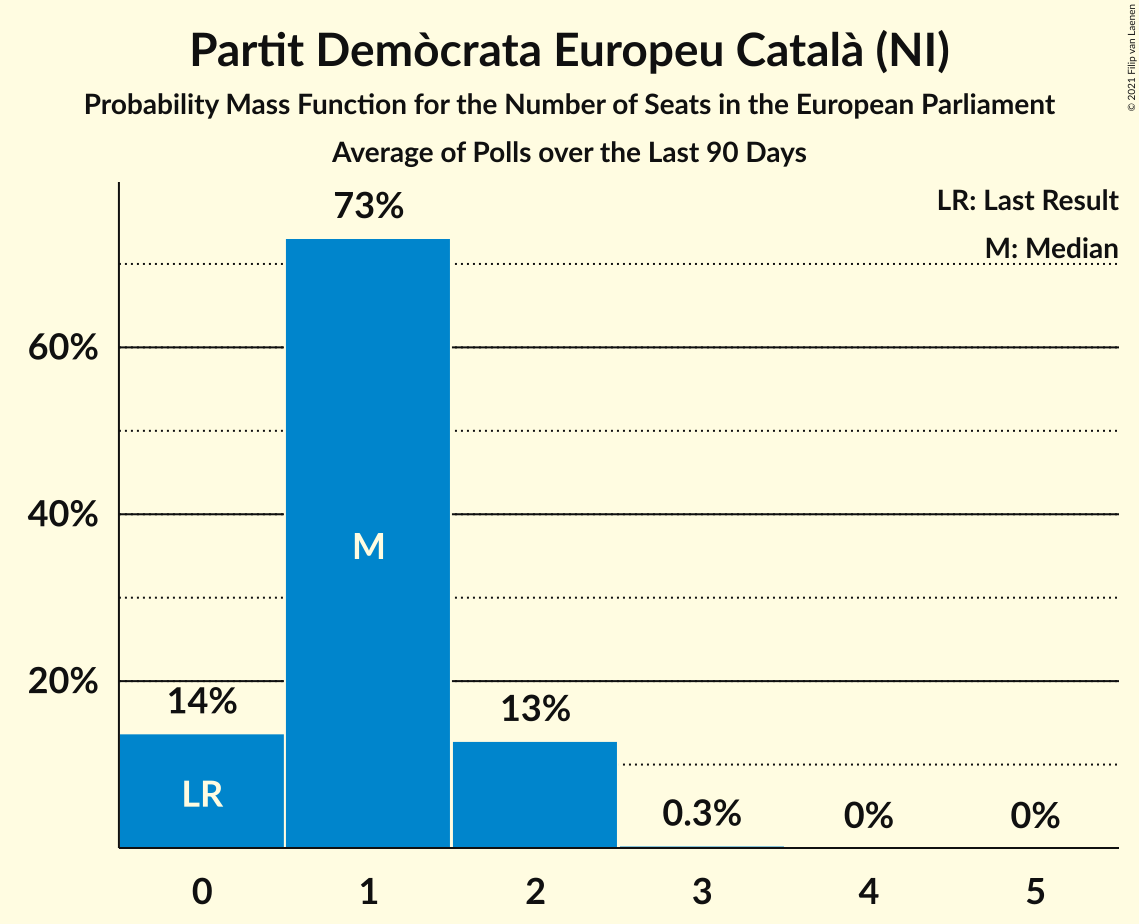 Partit Demòcrata Europeu Català (NI)
Probability Mass Function for the Number of Seats in the European Parliament
Average of Polls over the Last 90 Days
© 2021 Filip van Laenen
LR: Last Result
M: Median
73%
60%
40%
20%
M
14%
13%
LR
0.3%
0%
0%
0 1 2 3 4 5